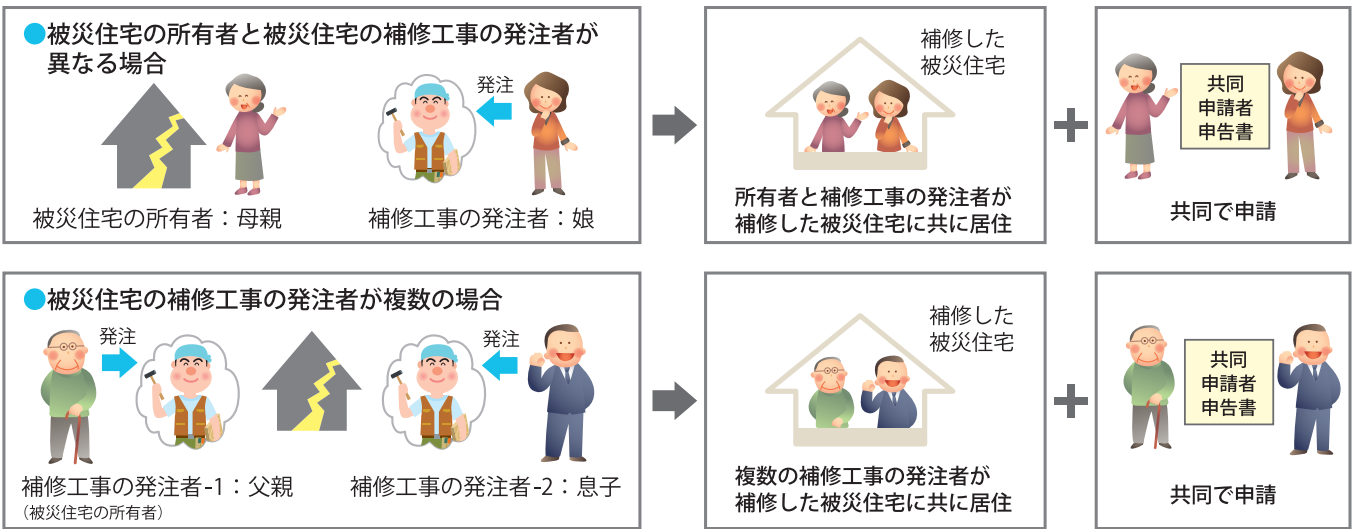 ●被災住宅の所有者と被災住宅の補修工事の発注者が
異なる場合
発注
被災住宅の所有者：母親
補修工事の発注者：娘
補修した
被災住宅
所有者と補修工事の発注者が
補修した被災住宅に共に居住
共同
申請者
申告書
共同で申請
●被災住宅の補修工事の発注者が複数の場合
発注
発注
補修工事の発注者-1：父親
（被災住宅の所有者）
補修工事の発注者-2：息子
補修した
被災住宅
複数の補修工事の発注者が
補修した被災住宅に共に居住
共同
申請者
申告書
共同で申請